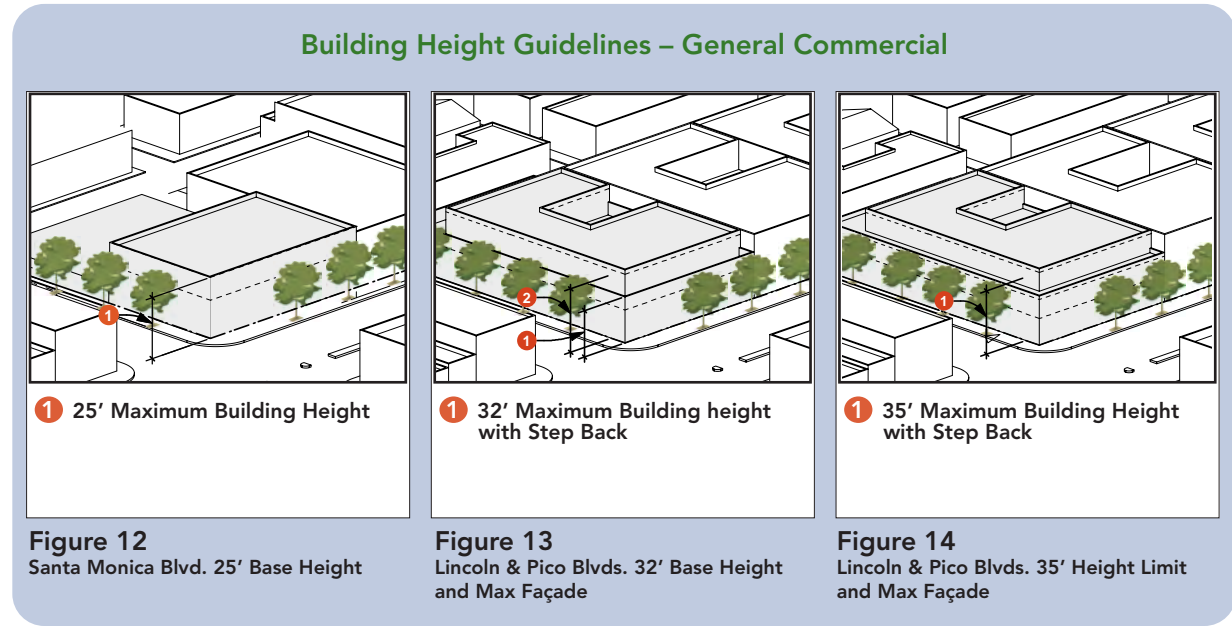 Building Height Guidelines – General Commercial
1
1 25’ Maximum Building Height
Figure 12
Santa Monica Blvd. 25’ Base Height
2
1
1 32’ Maximum Building height
with Step Back
Figure 13
Lincoln & Pico Blvds. 32’ Base Height
and Max Façade
1
1 35’ Maximum Building Height
with Step Back
Figure 14
Lincoln & Pico Blvds. 35’ Height Limit
and Max Façade